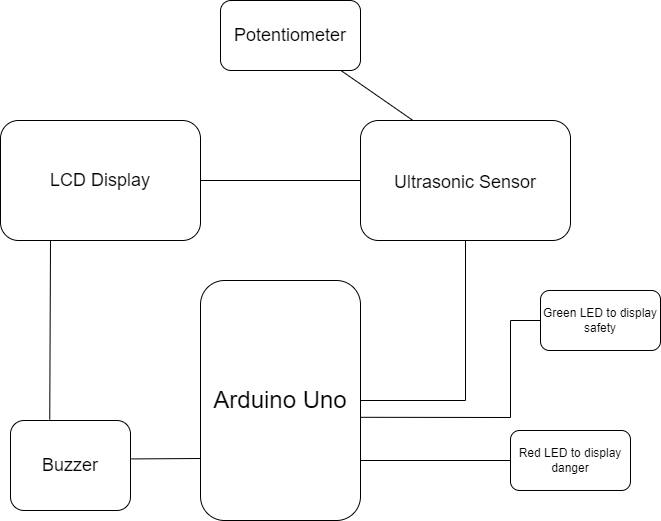 Potentiometer
LCD Display
Ultrasonic Sensor
Green LED to display
safety
Arduino Uno
Buzzer
Red LED to display
danger